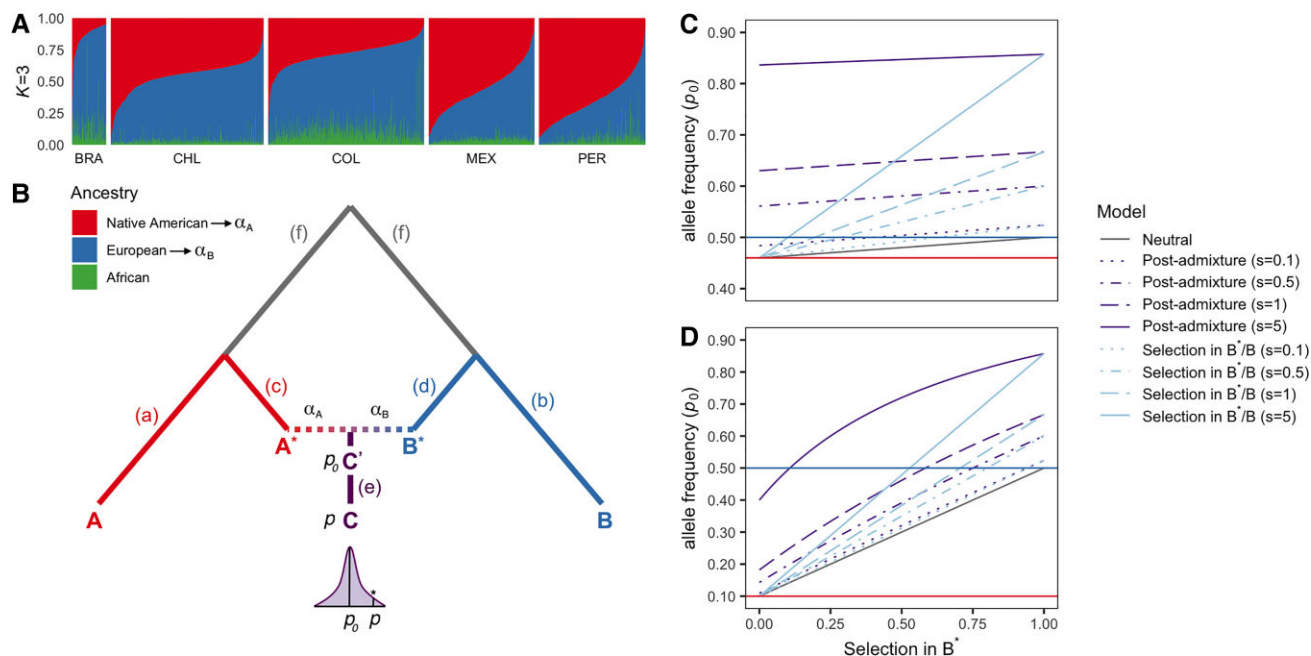 A
K=3
1.00
0.75
0.50
0.25
0.00
BRA CHL COL MEX PER
B
Ancestry
Native American → αA
European → αB
African
(f) (f)
(a) (c) (d) (b)
αA αB
A* B*
p0 C'
(e)
A p C B
*
p0 p
C
allele frequency (p0)
0.90
0.80
0.70
0.60
0.50
0.40
D
allele frequency (p0)
0.90
0.80
0.70
0.60
0.50
0.40
0.30
0.20
0.10
0.00 0.25 0.50 0.75 1.00
Selection in B*
Model
Neutral
Post-admixture (s=0.1)
Post-admixture (s=0.5)
Post-admixture (s=1)
Post-admixture (s=5)
Selection in B*/B (s=0.1)
Selection in B*/B (s=0.5)
Selection in B*/B (s=1)
Selection in B*/B (s=5)